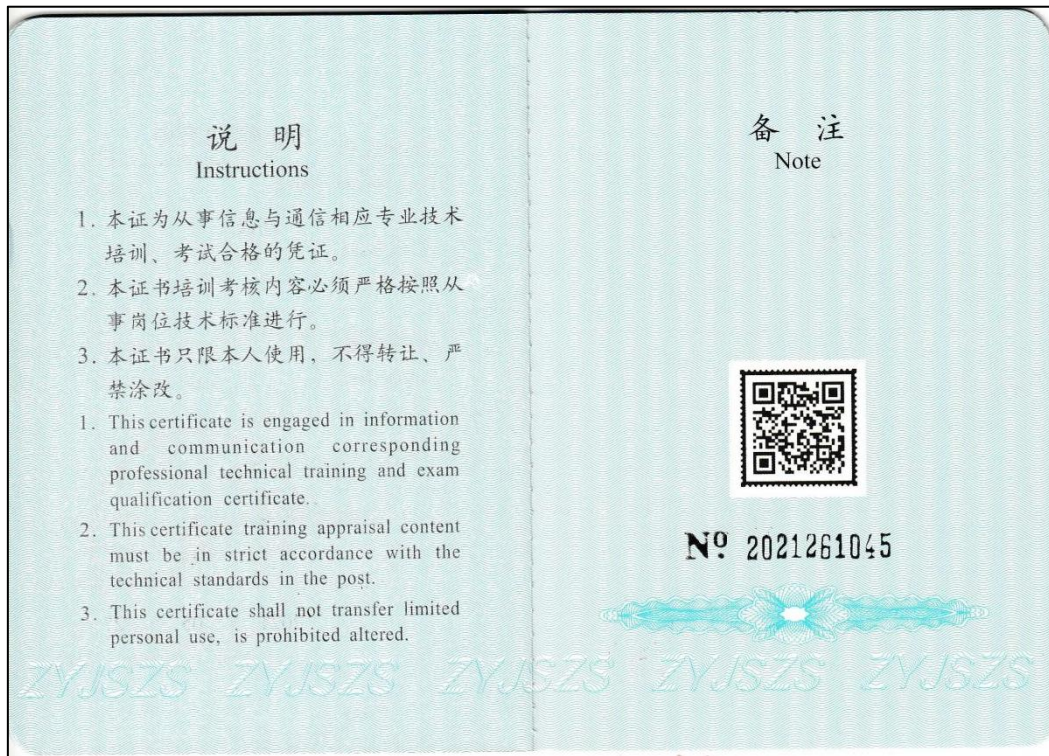 说 明
Instructions
1. 本证为从事信息与通信相应专业技术
培训、考试合格的凭证。
2. 本证书培训考核内容必须严格按照从
事岗位技术标准进行。
3. 本证书只限本人使用，不得转让、严
禁涂改。
1. This certificate is engaged in information
and communication corresponding
professional technical training and exam
qualification certificate.
2. This certificate training appraisal content
must be in strict accordance with the
technical standards in the post.
3. This certificate shall not transfer limited
personal use, is prohibited altered.
备 注
Note
Nº 2021261045
ZYJSZS ZYJSZS ZYJSZS ZYJSZS ZYJSZS